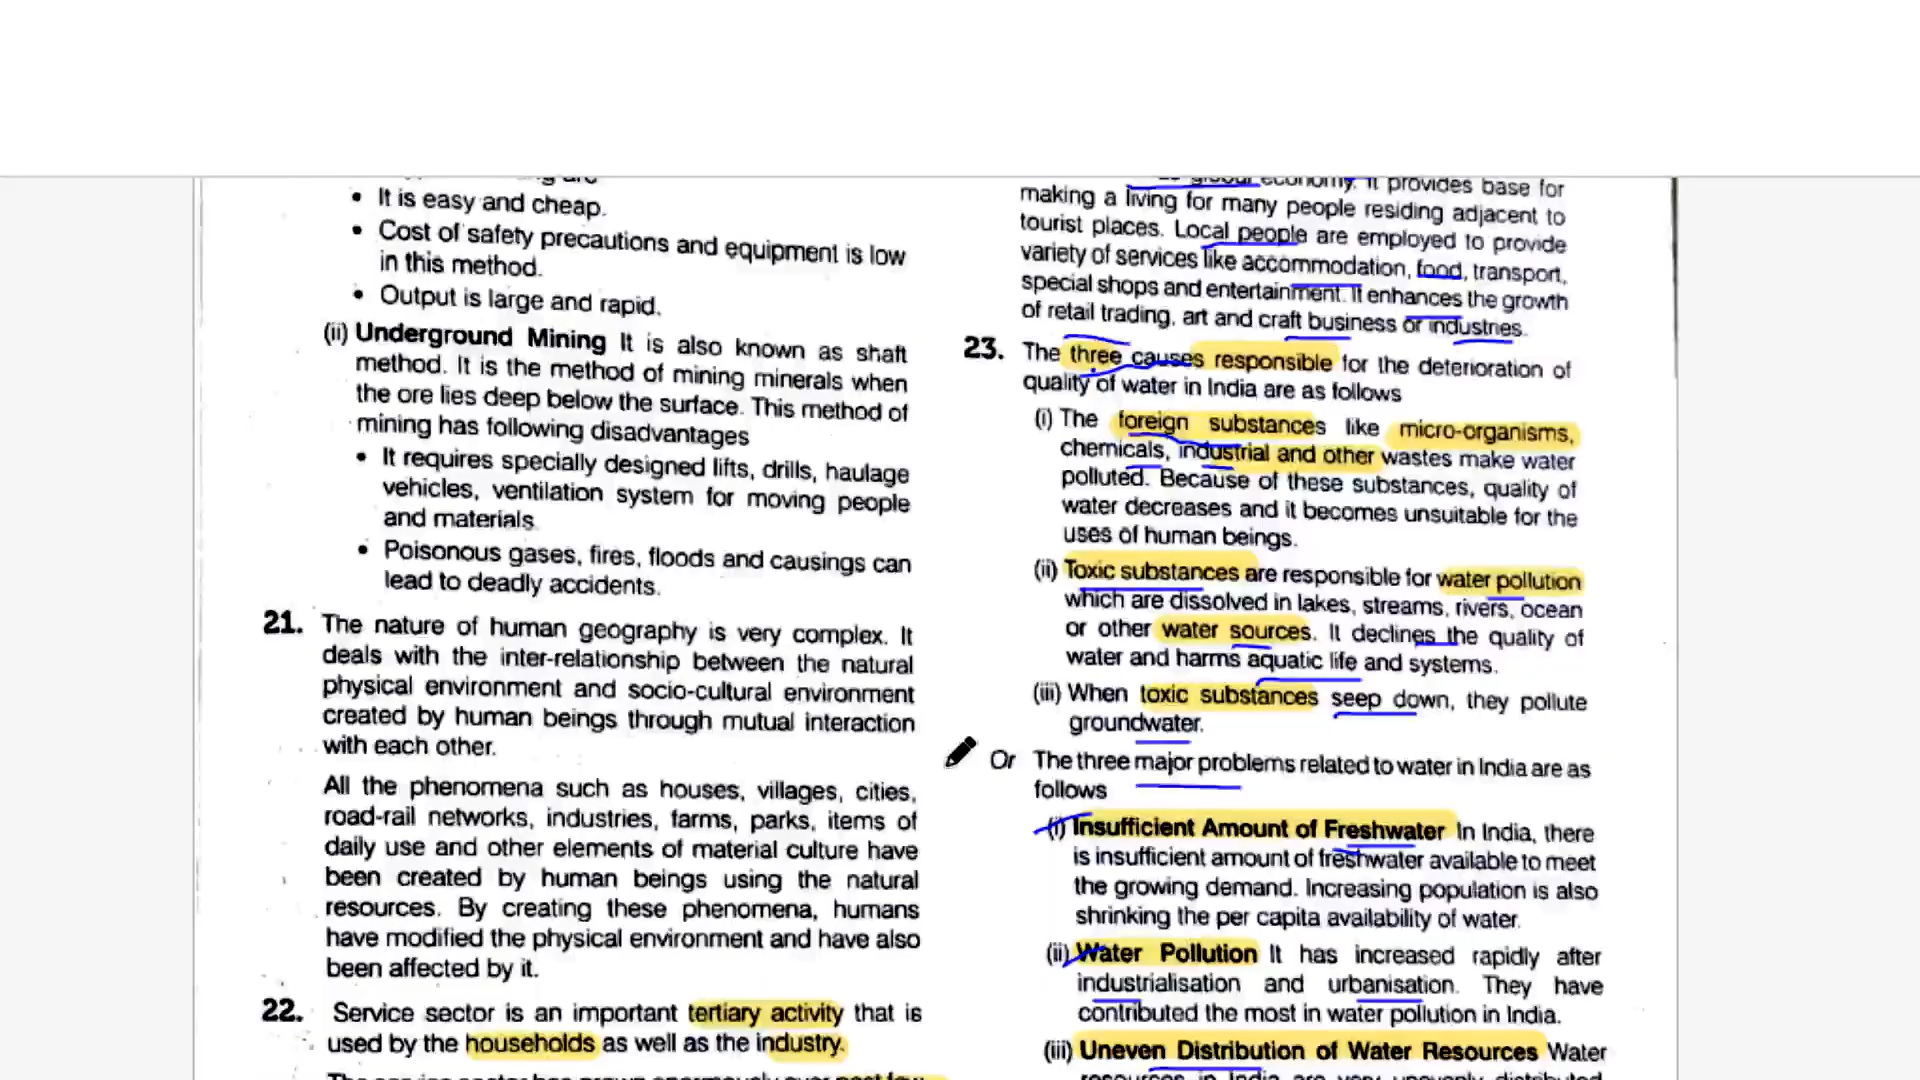 • It is easy and cheap.
• Cost of safety precautions and equipment is low
in this method.
• Output is large and rapid.
(ii) Underground Mining It is also known as shaft
method. It is the method of mining minerals when
the ore lies deep below the surface. This method of
mining has following disadvantages
• It requires specially designed lifts, drills, haulage
vehicles, ventilation system for moving people
and materials
• Poisonous gases, fires, floods and causings can
lead to deadly accidents.
21. The nature of human geography is very complex. It
deals with the inter-relationship between the natural
physical environment and socio-cultural environment
created by human beings through mutual interaction
with each other.
All the phenomena such as houses, villages, cities,
road-rail networks, industries, farms, parks, items of
daily use and other elements of material culture have
been created by human beings using the natural
resources. By creating these phenomena, humans
have modified the physical environment and have also
been affected by it.
22. Service sector is an important tertiary activity that is
used by the households as well as the industry.
global economy. It provides base for
making a living for many people residing adjacent to
tourist places. Local people are employed to provide
variety of services like accommodation, food, transport,
special shops and entertainment. It enhances the growth
of retail trading, art and craft business or industries.
23. The three causes responsible for the deterioration of
quality of water in India are as follows
(i) The foreign substances like micro-organisms,
chemicals, industrial and other wastes make water
polluted. Because of these substances, quality of
water decreases and it becomes unsuitable for the
uses of human beings.
(ii) Toxic substances are responsible for water pollution
which are dissolved in lakes, streams, rivers, ocean
or other water sources. It declines the quality of
water and harms aquatic life and systems.
(iii) When toxic substances seep down, they pollute
groundwater.
Or The three major problems related to water in India are as
follows
(i) Insufficient Amount of Freshwater In India, there
is insufficient amount of freshwater available to meet
the growing demand. Increasing population is also
shrinking the per capita availability of water.
(ii) Water Pollution It has increased rapidly after
industrialisation and urbanisation. They have
contributed the most in water pollution in India.
(iii) Uneven Distribution of Water Resources Water